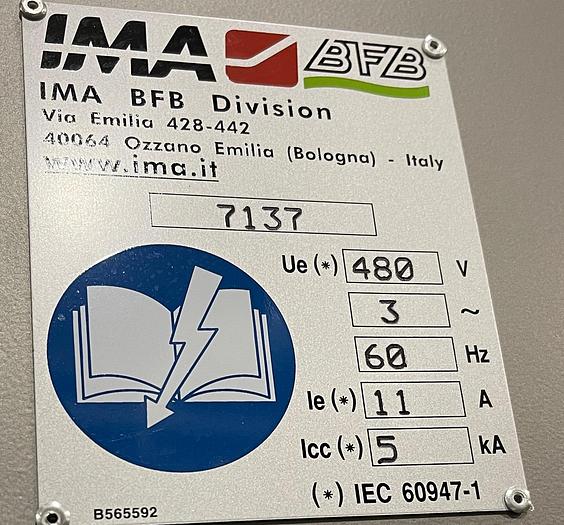 IMA BFB
IMA BFB Division
Via Emilia 428-442
40064 Ozzano Emilia (Bologna) - Italy
www.ima.it
7137
Ue (*) 480 V
3 ~
60 Hz
Ie (*) 11 A
Icc (*) 5 kA
(*) IEC 60947-1
B565592